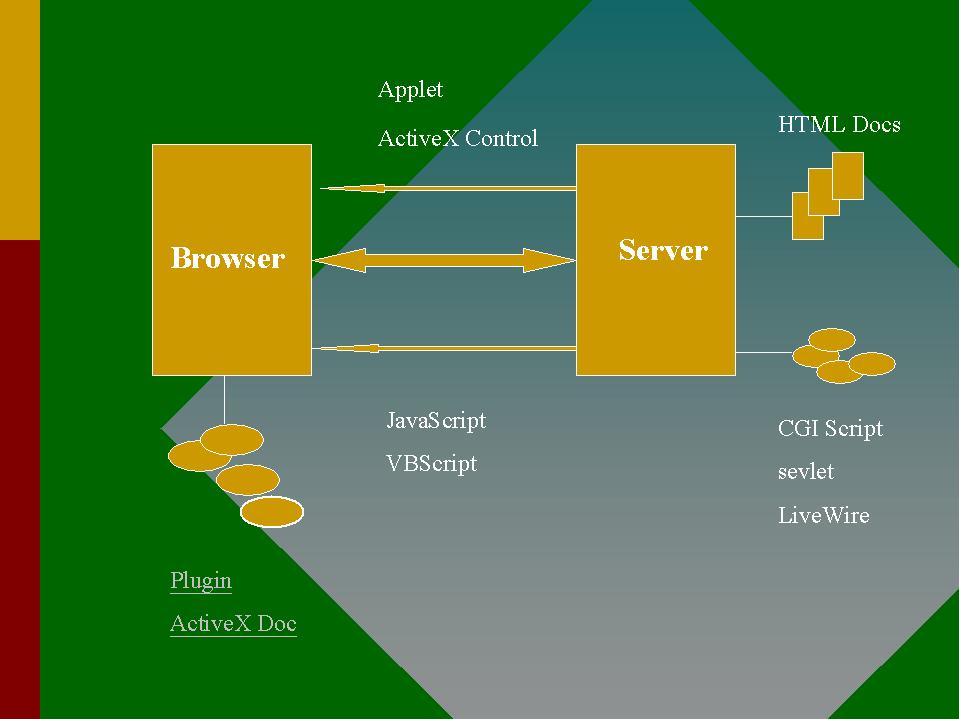 Applet
ActiveX Control
HTML Docs
Browser
Server
JavaScript
VBScript
CGI Script
sevlet
LiveWire
Plugin
ActiveX Doc